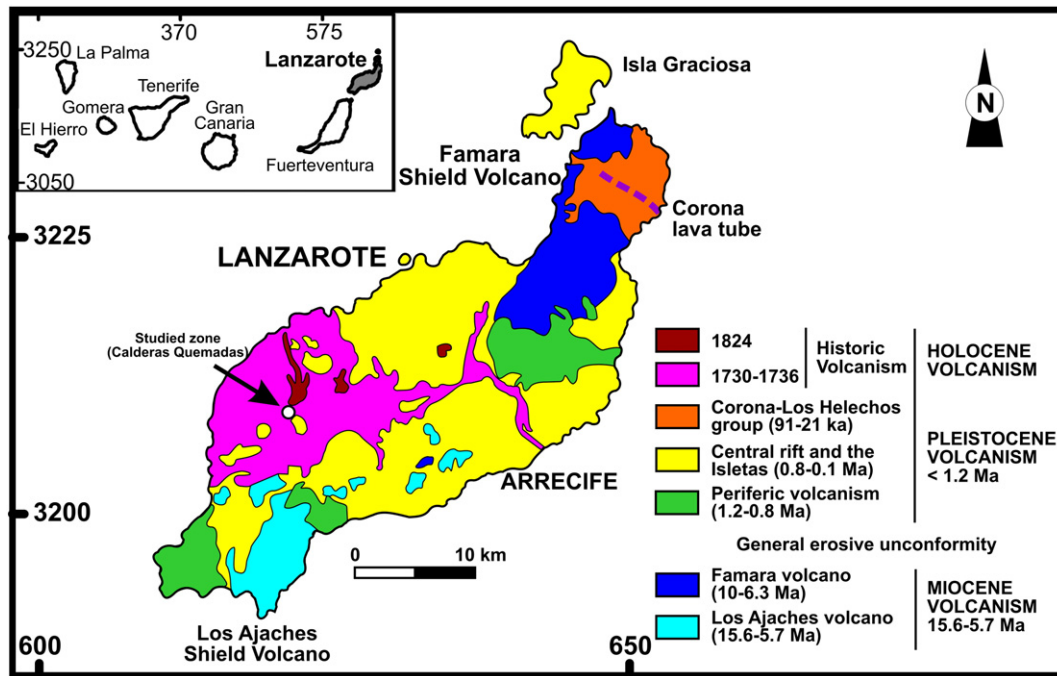 370
575
3250
3050
La Palma
Lanzarote
Tenerife
Gomera
Gran
Canaria
El Hierro
Fuerteventura
Isla Graciosa
N
Famara
Shield Volcano
Corona
lava tube
3225
LANZAROTE
Studied zone
(Calderas Quemadas)
ARRECIFE
3200
0
10 km
Los Ajaches
Shield Volcano
600
650
1824
1730-1736
Historic
Volcanism
HOLOCENE
VOLCANISM
Corona-Los Helechos
group (91-21 ka)
Central rift and the
Isletas (0.8-0.1 Ma)
Periferic volcanism
(1.2-0.8 Ma)
PLEISTOCENE
VOLCANISM
< 1.2 Ma
General erosive unconformity
Famara volcano
(10-6.3 Ma)
Los Ajaches volcano
(15.6-5.7 Ma)
MIOCENE
VOLCANISM
15.6-5.7 Ma